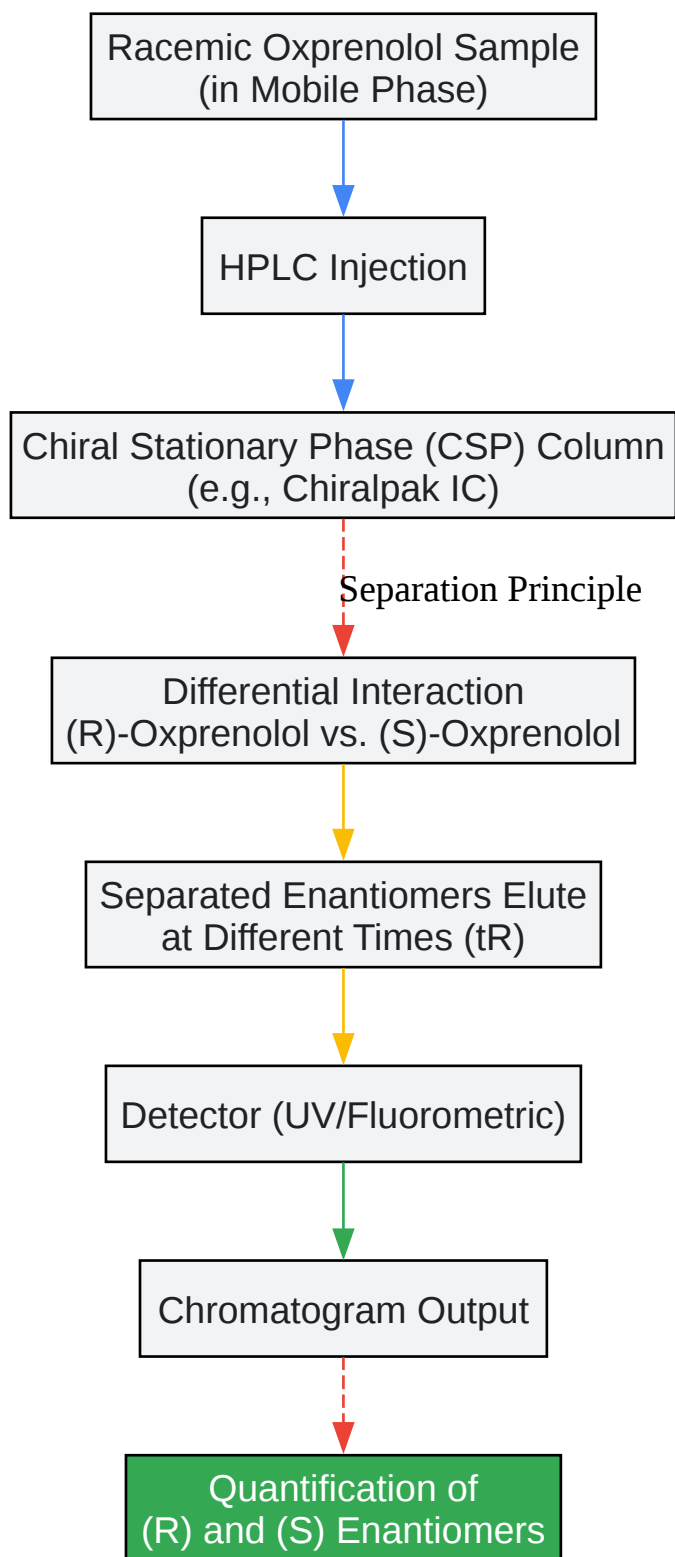 Racemic Oxprenolol Sample
(in Mobile Phase)
HPLC Injection
Chiral Stationary Phase (CSP) Column
(e.g., Chiralpak IC)
Separation Principle
Differential Interaction
(R)-Oxprenolol vs. (S)-Oxprenolol
Separated Enantiomers Elute
at Different Times (tR)
Detector (UV/Fluorometric)
Chromatogram Output
Quantification of
(R) and (S) Enantiomers